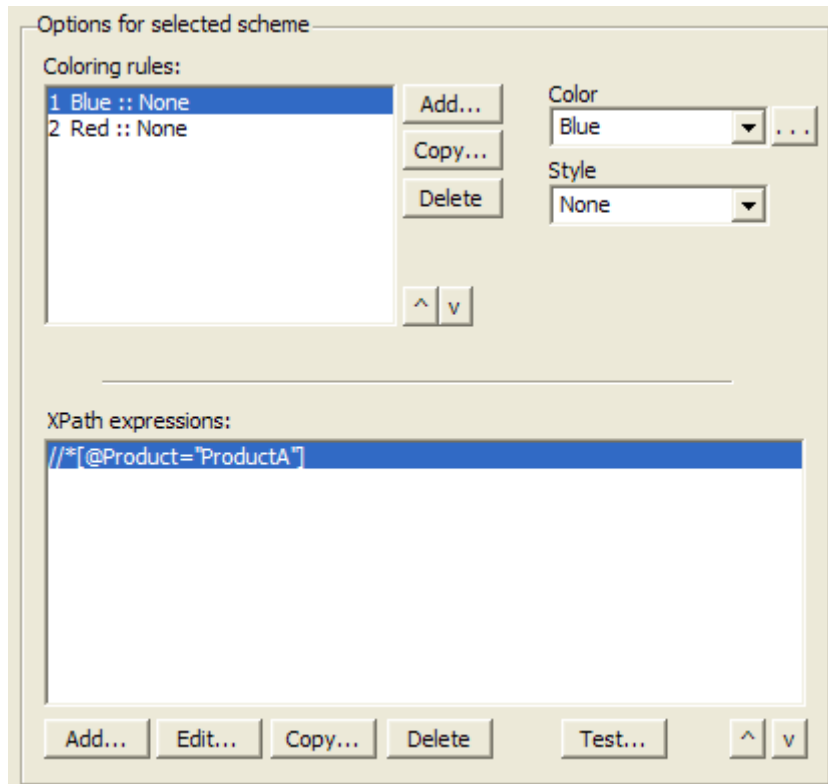 Options for selected scheme
Coloring rules:
1 Blue :: None
2 Red :: None
Add...
Copy...
Delete
^ v
Color
Blue
...
Style
None
XPath expressions:
//*[@Product="ProductA"]
Add... Edit... Copy... Delete Test... ^ v